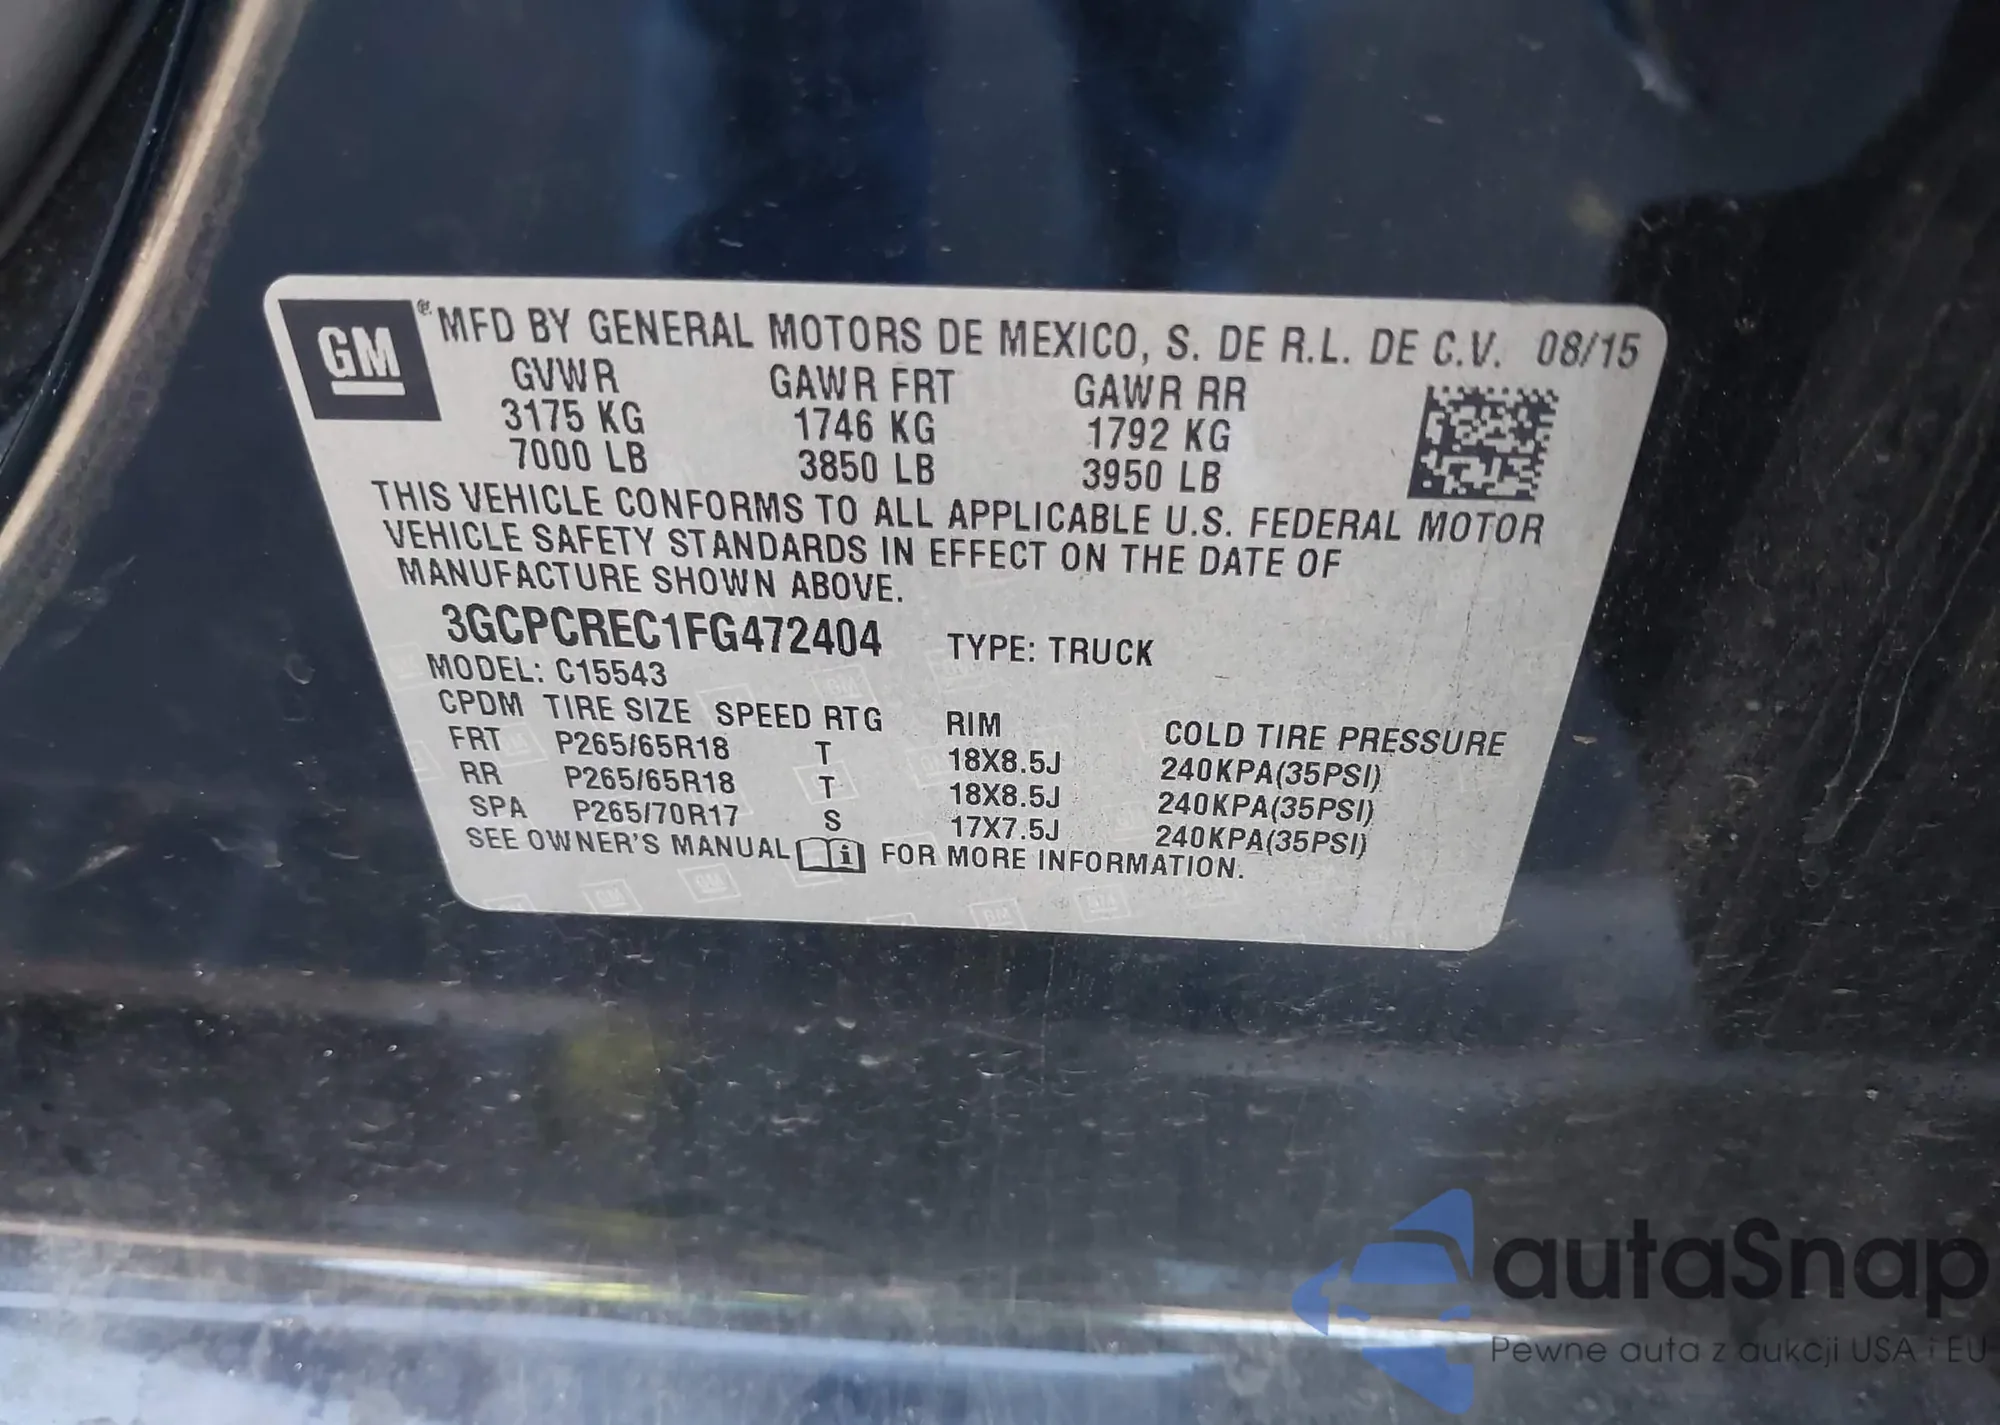 GM ® MFD BY GENERAL MOTORS DE MEXICO, S. DE R.L. DE C.V. 08/15
GVWR GAWR FRT GAWR RR
3175 KG 1746 KG 1792 KG
7000 LB 3850 LB 3950 LB
THIS VEHICLE CONFORMS TO ALL APPLICABLE U.S. FEDERAL MOTOR
VEHICLE SAFETY STANDARDS IN EFFECT ON THE DATE OF
MANUFACTURE SHOWN ABOVE.
3GCPCREC1FG472404 TYPE: TRUCK
MODEL: C15543
CPDM TIRE SIZE SPEED RTG RIM COLD TIRE PRESSURE
FRT P265/65R18 T 18X8.5J 240KPA(35PSI)
RR P265/65R18 T 18X8.5J 240KPA(35PSI)
SPA P265/70R17 S 17X7.5J 240KPA(35PSI)
SEE OWNER'S MANUAL i FOR MORE INFORMATION.
autaSnap
Pewne auta z aukcji USA i EU